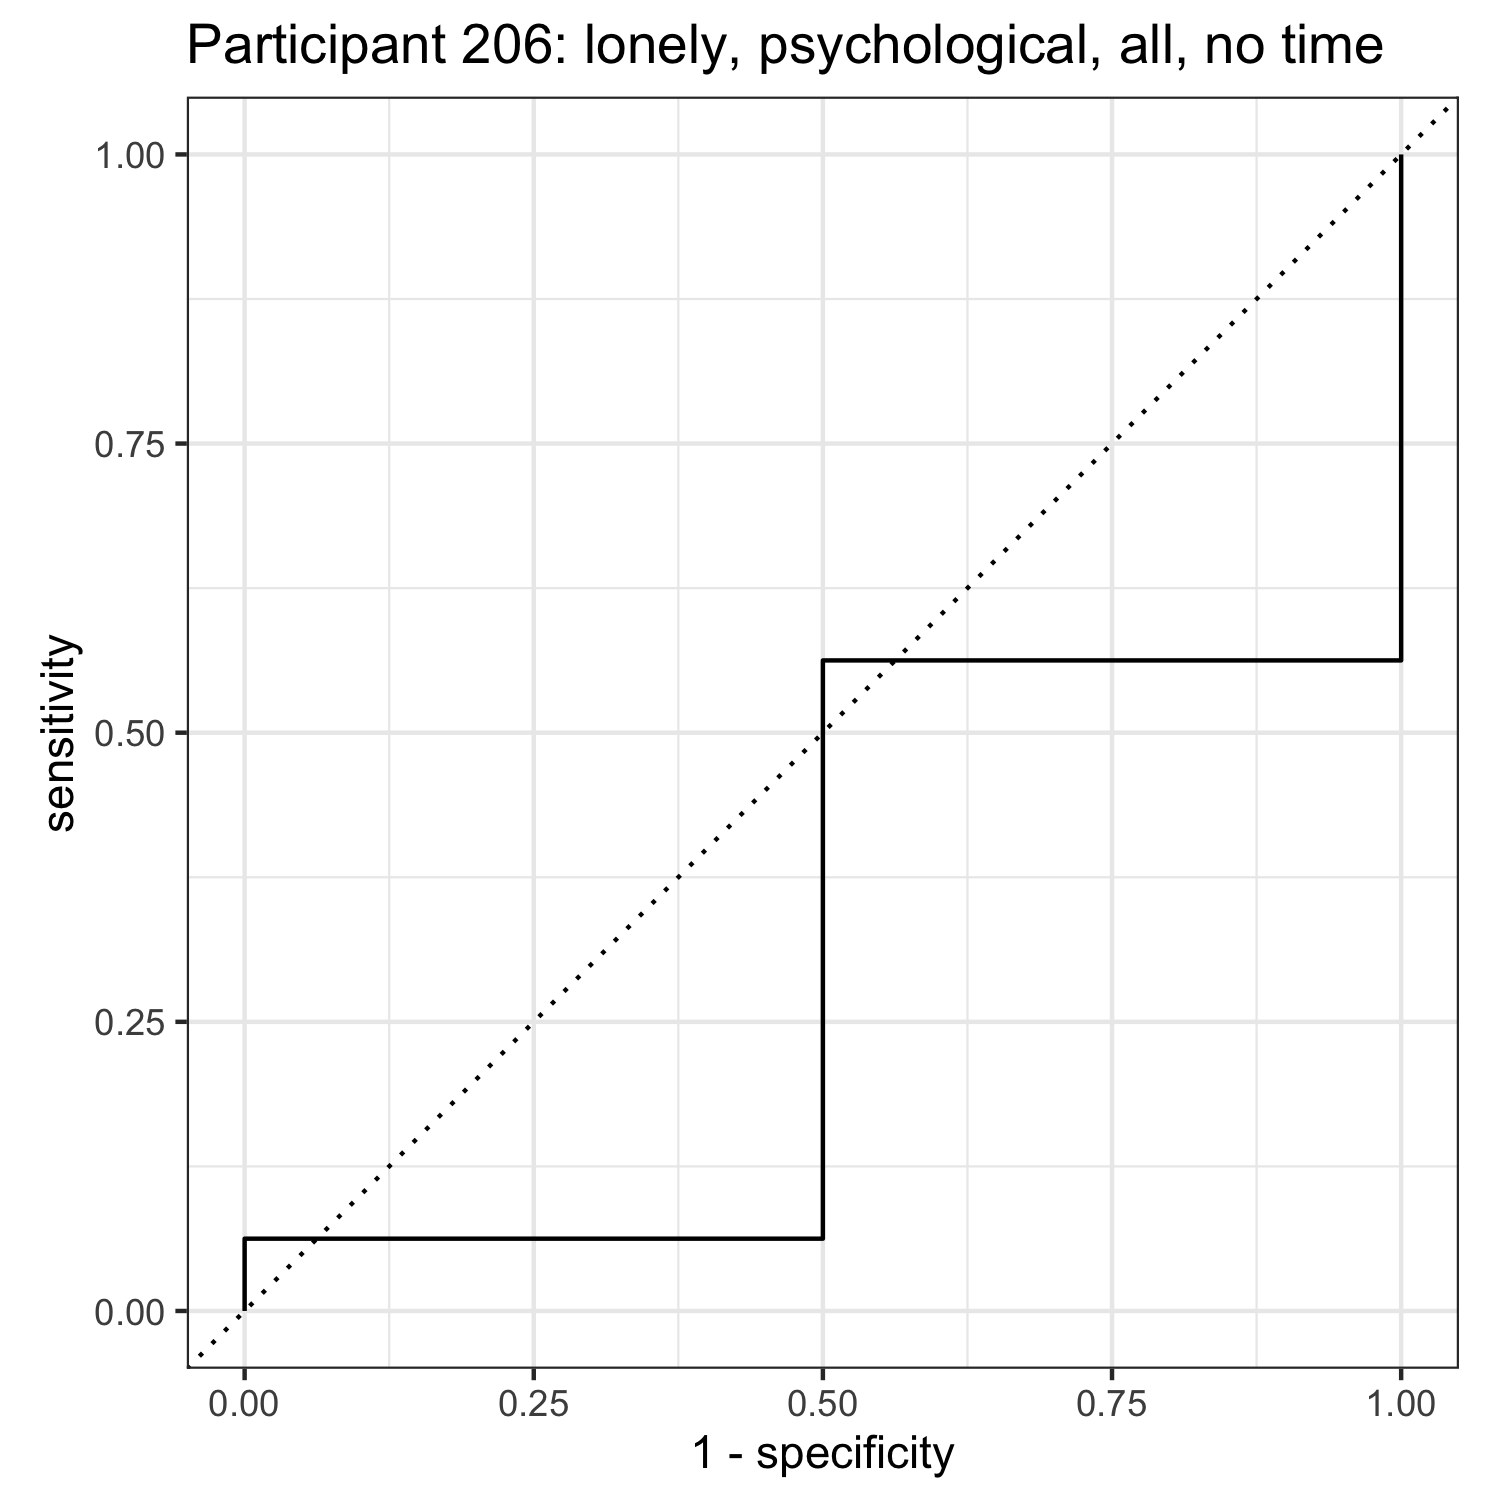 Participant 206: lonely, psychological, all, no time
1.00
0.75
0.50
0.25
0.00
sensitivity
0.00 0.25 0.50 0.75 1.00
1 - specificity